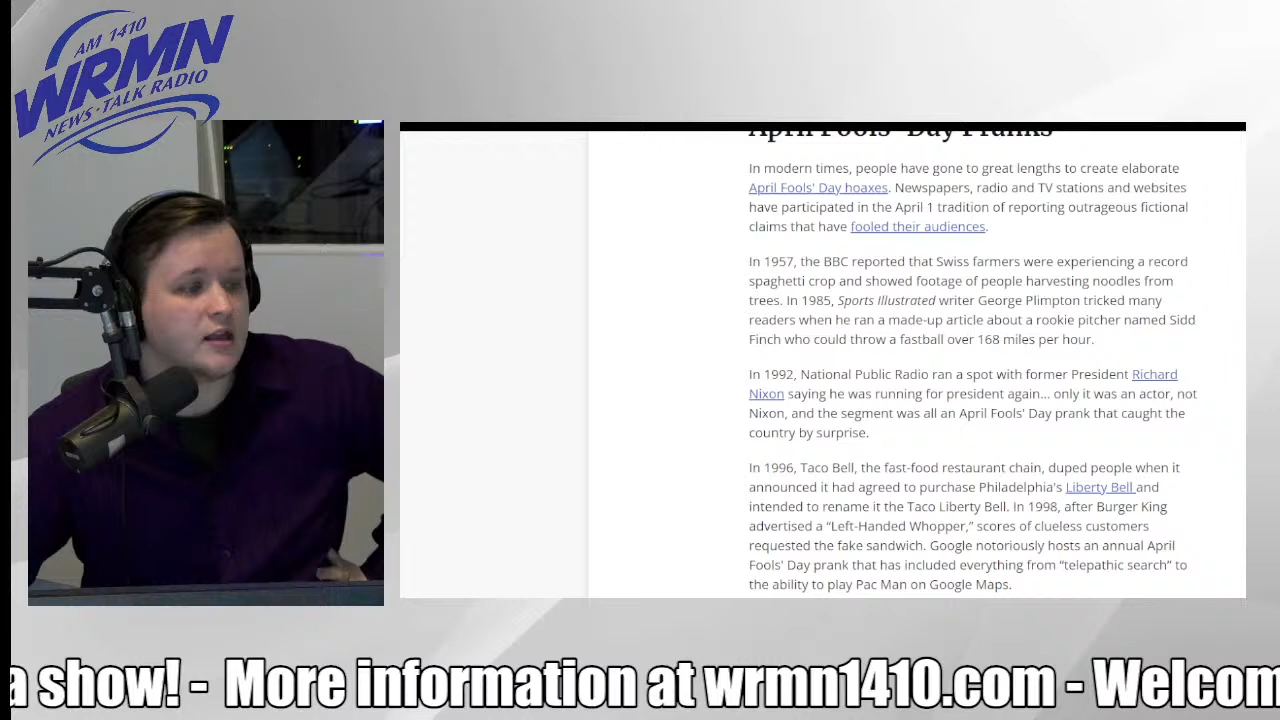 AM 1410
WRMN
NEWS·TALK RADIO
April Fools' Day Pranks
In modern times, people have gone to great lengths to create elaborate
April Fools' Day hoaxes. Newspapers, radio and TV stations and websites
have participated in the April 1 tradition of reporting outrageous fictional
claims that have fooled their audiences.
In 1957, the BBC reported that Swiss farmers were experiencing a record
spaghetti crop and showed footage of people harvesting noodles from
trees. In 1985, Sports Illustrated writer George Plimpton tricked many
readers when he ran a made-up article about a rookie pitcher named Sidd
Finch who could throw a fastball over 168 miles per hour.
In 1992, National Public Radio ran a spot with former President Richard
Nixon saying he was running for president again... only it was an actor, not
Nixon, and the segment was all an April Fools' Day prank that caught the
country by surprise.
In 1996, Taco Bell, the fast-food restaurant chain, duped people when it
announced it had agreed to purchase Philadelphia's Liberty Bell and
intended to rename it the Taco Liberty Bell. In 1998, after Burger King
advertised a “Left-Handed Whopper,” scores of clueless customers
requested the fake sandwich. Google notoriously hosts an annual April
Fools' Day prank that has included everything from “telepathic search” to
the ability to play Pac Man on Google Maps.
a show! - More information at wrmn1410.com - Welcom